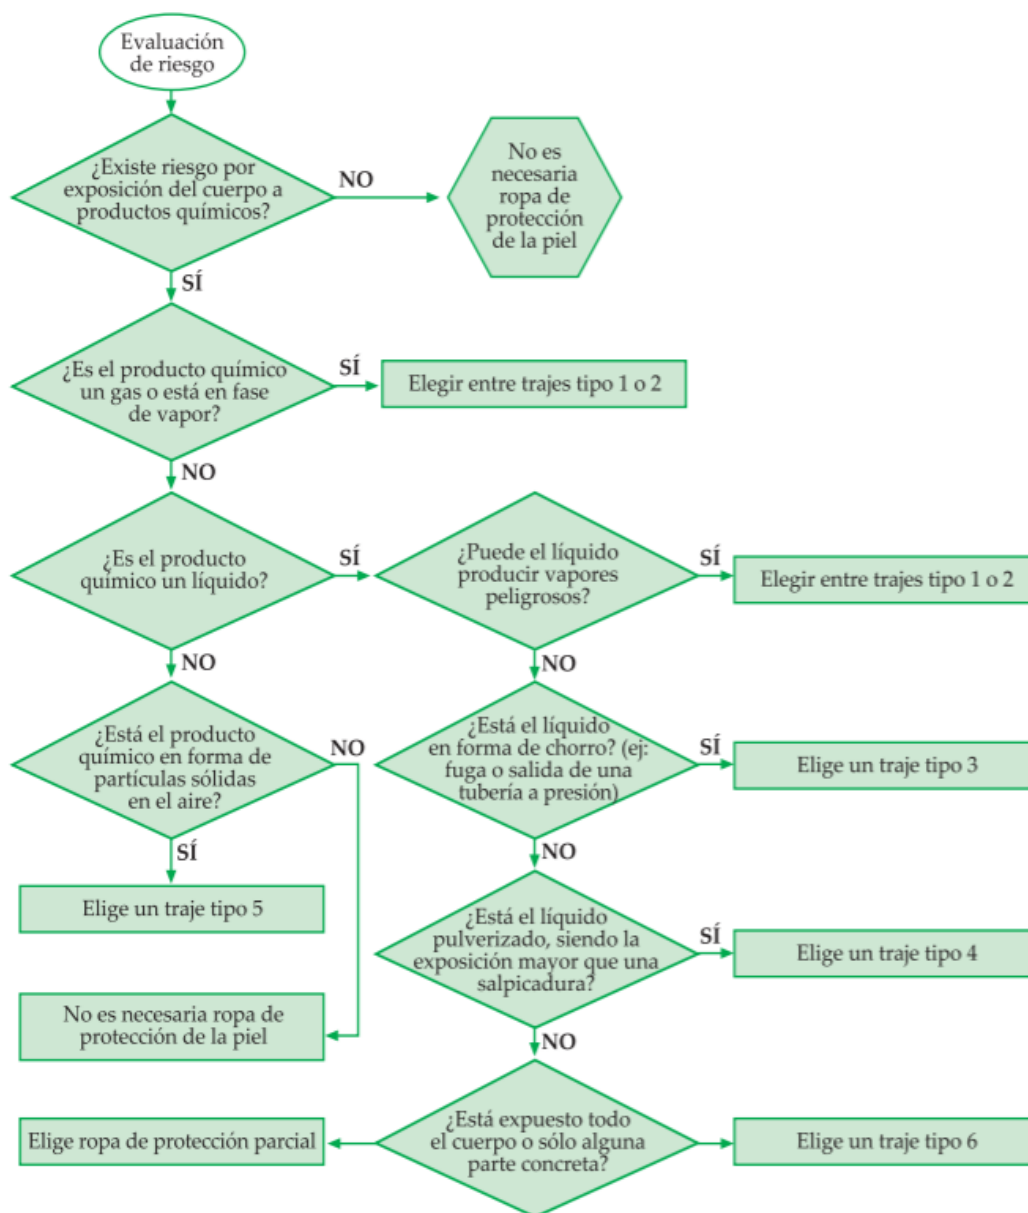 Evaluación
de riesgo
¿Existe riesgo por
exposición del cuerpo a
productos químicos?
NO
No es
necesaria
ropa de
protección
de la piel
SÍ
¿Es el producto químico
un gas o está en fase
de vapor?
SÍ
Elegir entre trajes tipo 1 o 2
NO
¿Es el producto
químico un líquido?
SÍ
¿Puede el líquido
producir vapores
peligrosos?
SÍ
Elegir entre trajes tipo 1 o 2
NO
NO
¿Está el producto
químico en forma de
partículas sólidas
en el aire?
NO
¿Está el líquido
en forma de chorro? (ej:
fuga o salida de una
tubería a presión)
SÍ
Elige un traje tipo 3
SÍ
NO
Elige un traje tipo 5
¿Está el líquido
pulverizado, siendo la
exposición mayor que una
salpicadura?
SÍ
Elige un traje tipo 4
No es necesaria ropa de
protección de la piel
NO
Elige ropa de protección parcial
¿Está expuesto todo
el cuerpo o sólo alguna
parte concreta?
Elige un traje tipo 6